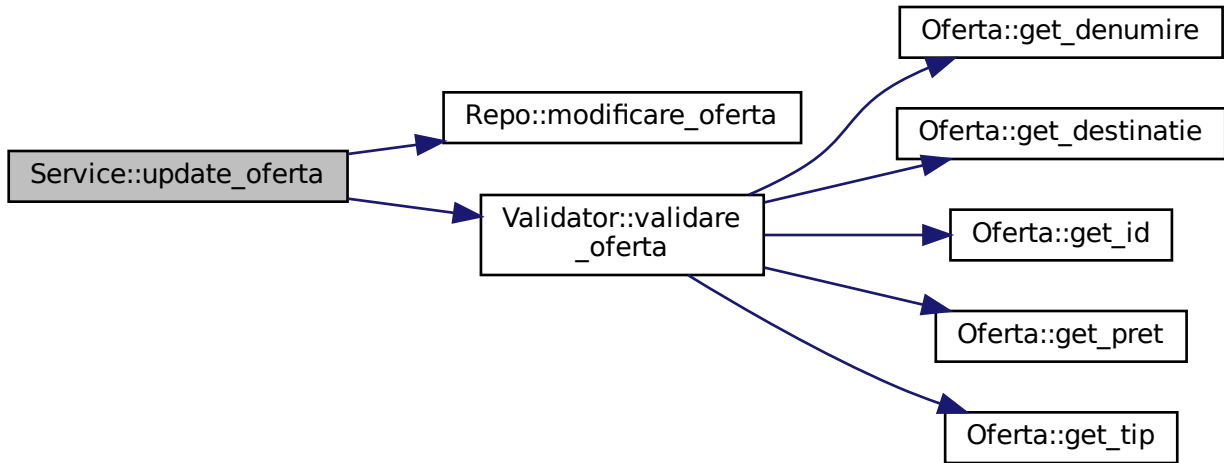 Service::update_oferta
Repo::modificare_oferta
Validator::validare
_oferta
Oferta::get_denumire
Oferta::get_destinatie
Oferta::get_id
Oferta::get_pret
Oferta::get_tip